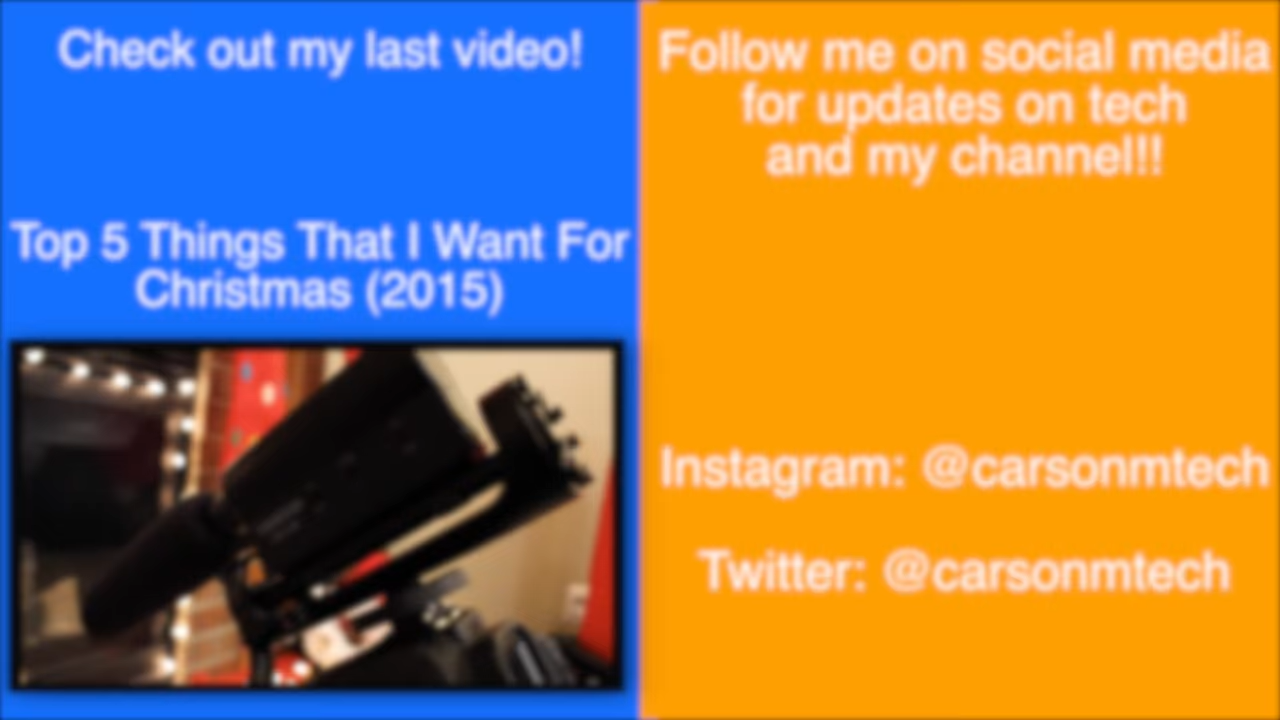 Check out my last video!
Top 5 Things That I Want For
Christmas (2015)
Follow me on social media
for updates on tech
and my channel!!
Instagram: @carsonmtech
Twitter: @carsonmtech